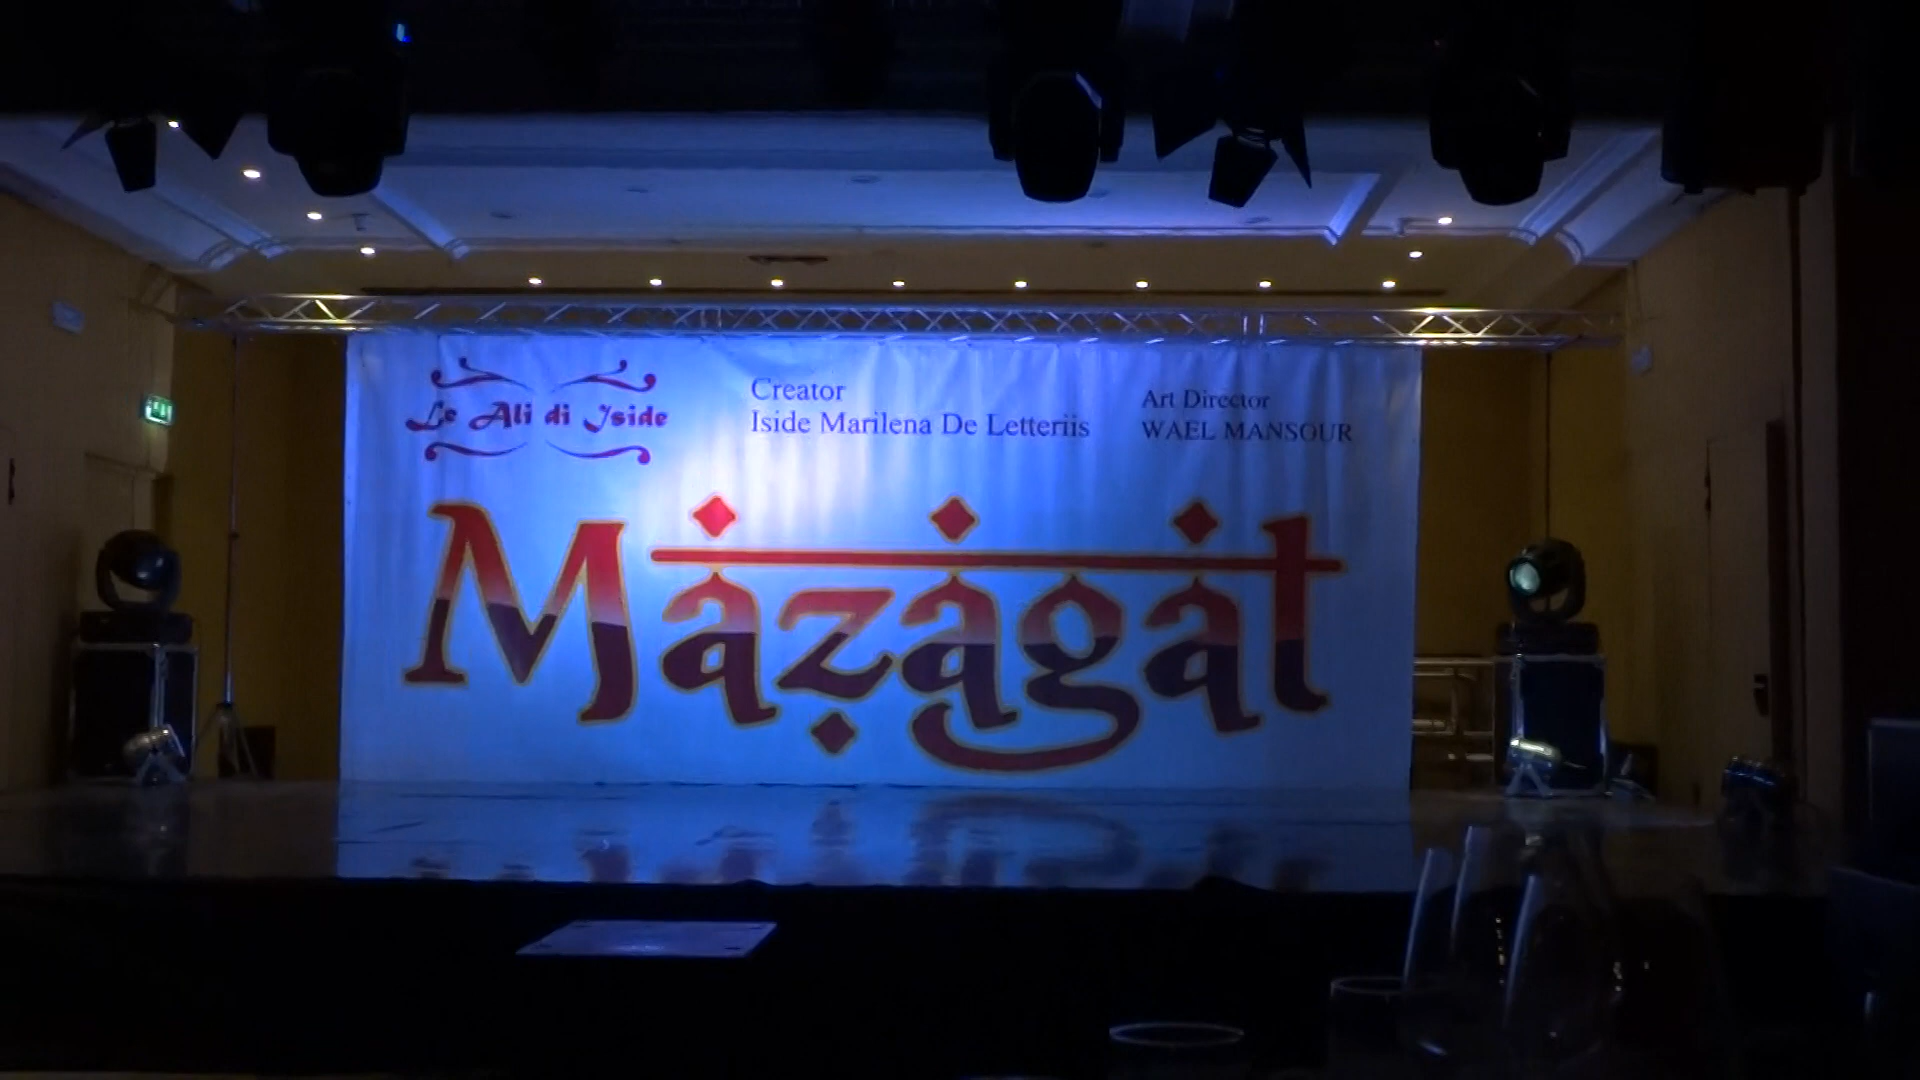 Le Ali di Iside
Creator
Iside Marilena De Letteriis
Art Director
WAEL MANSOUR
Mazagat